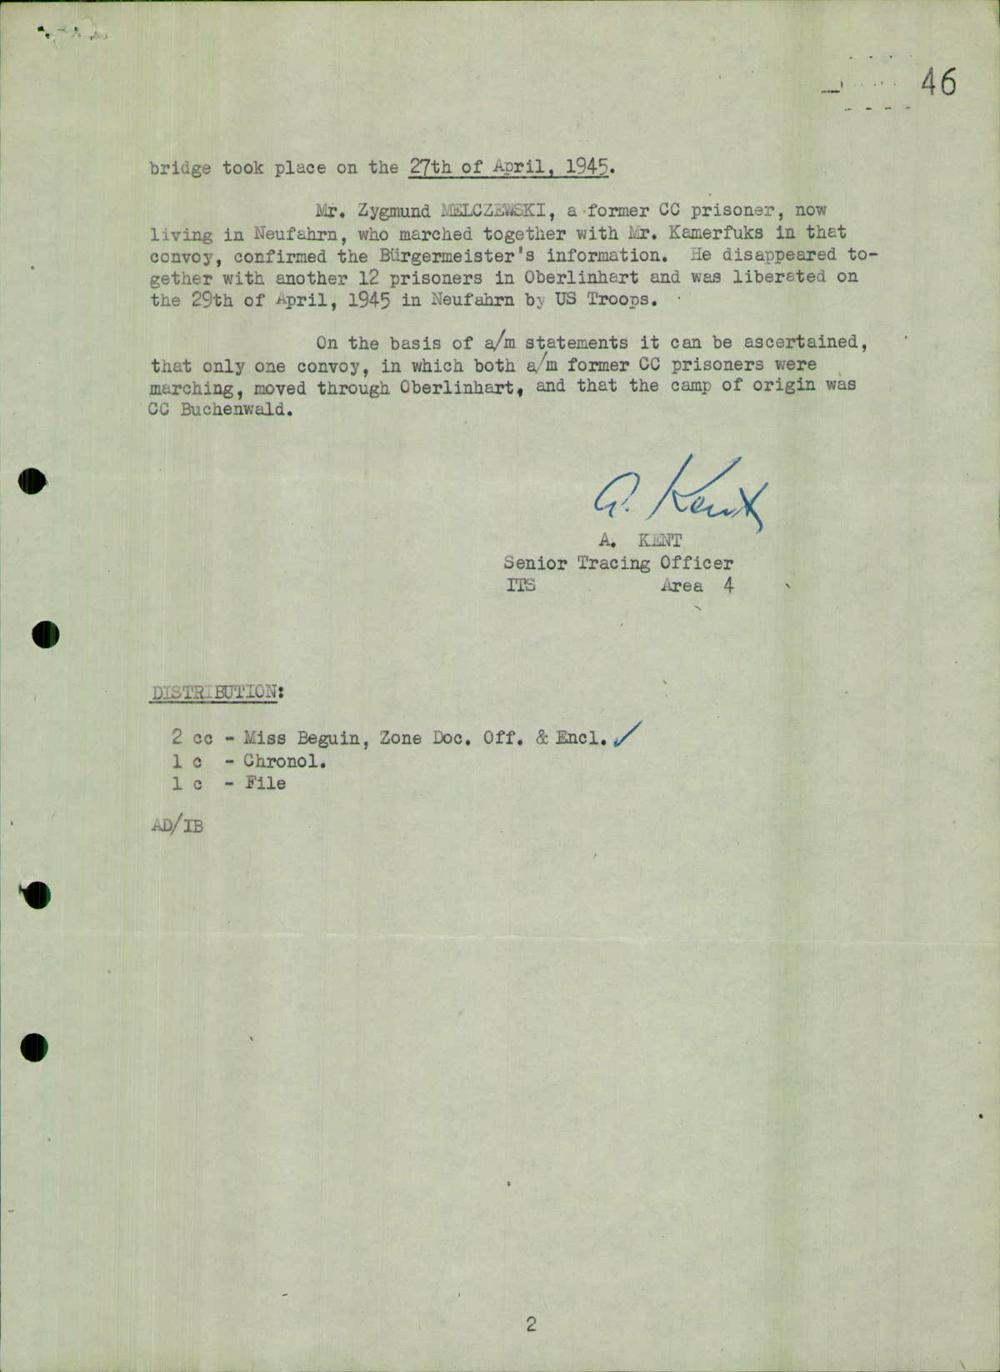 46
bridge took place on the 27th of April, 1945.
Mr. Zygmund MELCZEWSKI, a former CC prisoner, now
living in Neufahrn, who marched together with Mr. Kamerfuks in that
convoy, confirmed the Bürgermeister's information. He disappeared to-
gether with another 12 prisoners in Oberlinhart and was liberated on
the 29th of April, 1945 in Neufahrn by US Troops.
On the basis of a/m statements it can be ascertained,
that only one convoy, in which both a/m former CC prisoners were
marching, moved through Oberlinhart, and that the camp of origin was
CC Buchenwald.
A. Kent
A. KENT
Senior Tracing Officer
ITS Area 4
DISTRIBUTION:
2 cc - Miss Beguin, Zone Doc. Off. & Encl. ✓
1 c - Chronol.
1 c - File
AD/IB
2